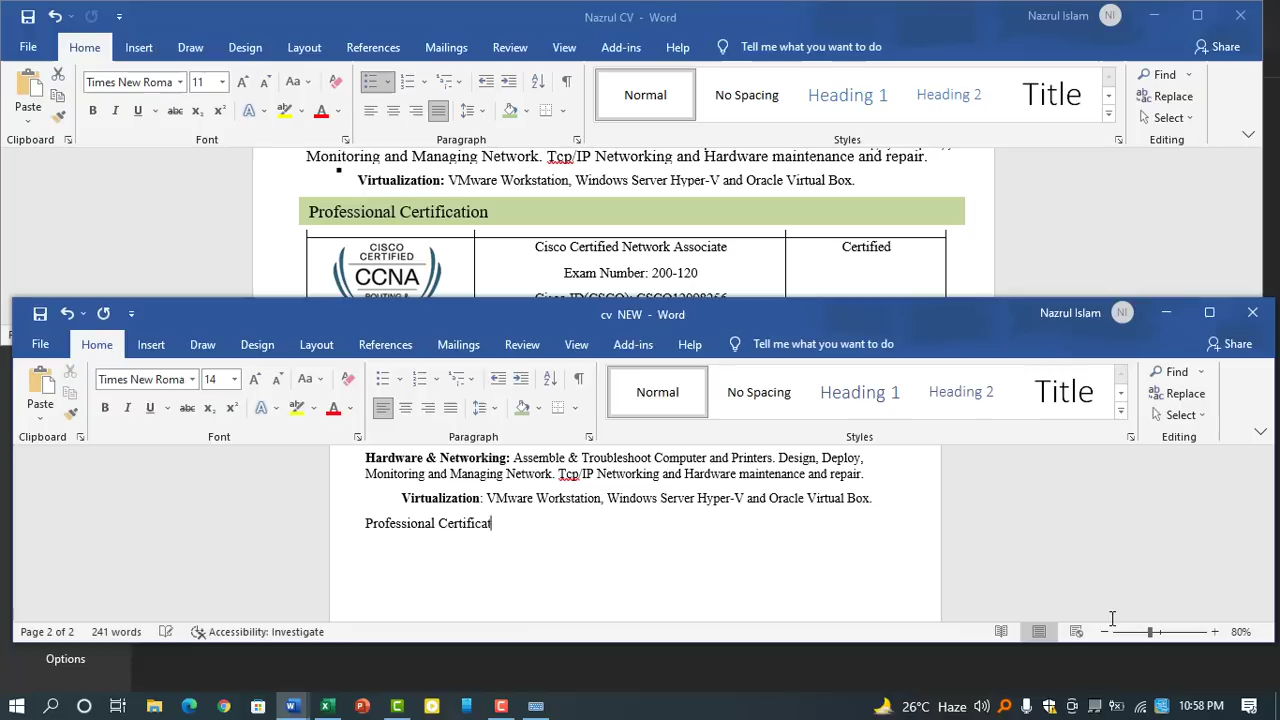 Nazrul CV - Word
Nazrul Islam NI
File Home Insert Draw Design Layout References Mailings Review View Add-ins Help Tell me what you want to do Share
Paste Times New Roma 11 Aa Normal No Spacing Heading 1 Heading 2 Title Find Replace Select
Clipboard Font Paragraph Styles Editing
Monitoring and Managing Network. Tcp/IP Networking and Hardware maintenance and repair.
Virtualization: VMware Workstation, Windows Server Hyper-V and Oracle Virtual Box.
Professional Certification
CISCO
CERTIFIED
CCNA
Cisco Certified Network Associate
Certified
Exam Number: 200-120
cv NEW - Word
Nazrul Islam NI
File Home Insert Draw Design Layout References Mailings Review View Add-ins Help Tell me what you want to do Share
Paste Times New Roma 14 Aa Normal No Spacing Heading 1 Heading 2 Title Find Replace Select
Clipboard Font Paragraph Styles Editing
Hardware & Networking: Assemble & Troubleshoot Computer and Printers. Design, Deploy,
Monitoring and Managing Network. Tcp/IP Networking and Hardware maintenance and repair.
Virtualization: VMware Workstation, Windows Server Hyper-V and Oracle Virtual Box.
Professional Certificat
Page 2 of 2 241 words Accessibility: Investigate 80%
Options
26°C Haze 10:58 PM